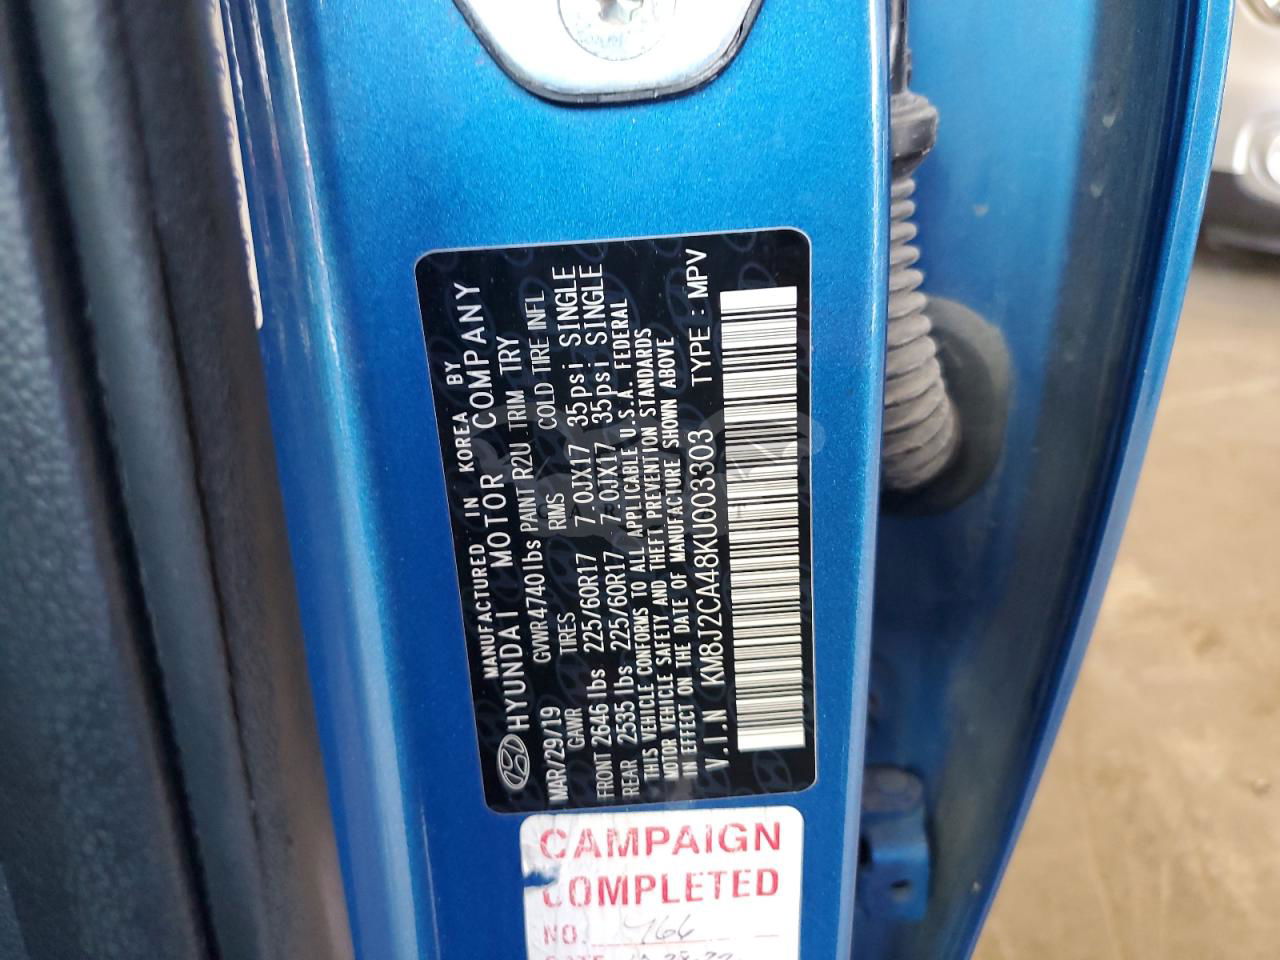 MANUFACTURED IN KOREA BY
HYUNDAI MOTOR COMPANY
MAR/29/19 GVWR 4740lbs PAINT R2U TRIM TRY
GAWR TIRES RIMS COLD TIRE INFL
FRONT 2646 lbs 225/60R17 7.0JX17 35psi SINGLE
REAR 2535 lbs 225/60R17 7.0JX17 35psi SINGLE
THIS VEHICLE CONFORMS TO ALL APPLICABLE U.S.A. FEDERAL
MOTOR VEHICLE SAFETY AND THEFT PREVENTION STANDARDS
IN EFFECT ON THE DATE OF MANUFACTURE SHOWN ABOVE
V.I.N KM8J2CA48KU003303 TYPE : MPV
CAMPAIGN
COMPLETED
NO. 966
DATE